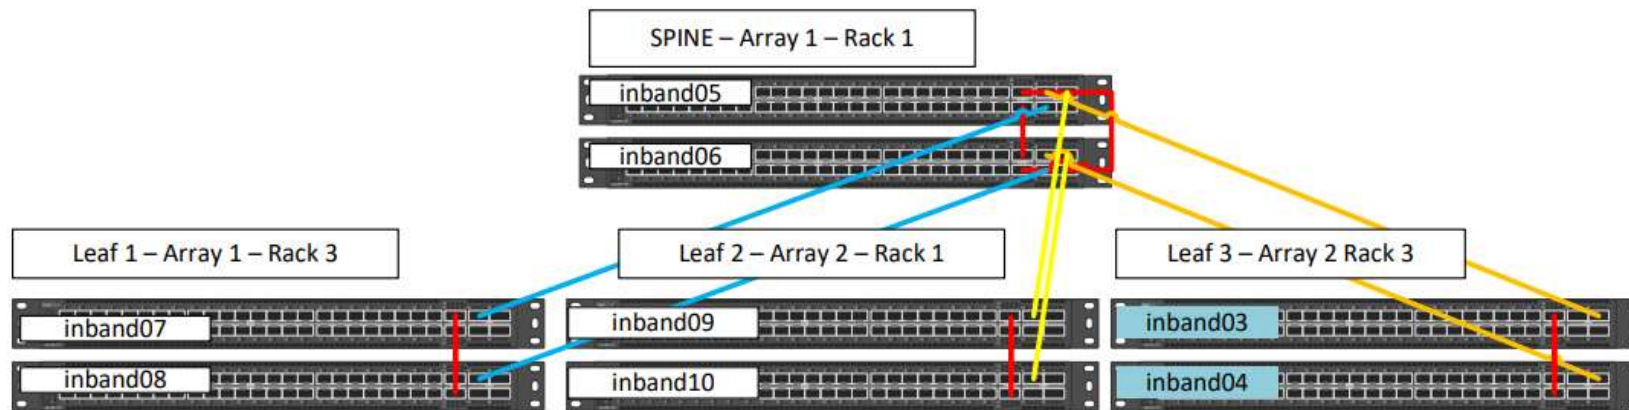 SPINE – Array 1 – Rack 1
inband05
inband06
Leaf 1 – Array 1 – Rack 3
Leaf 2 – Array 2 – Rack 1
Leaf 3 – Array 2 Rack 3
inband07
inband09
inband03
inband08
inband10
inband04